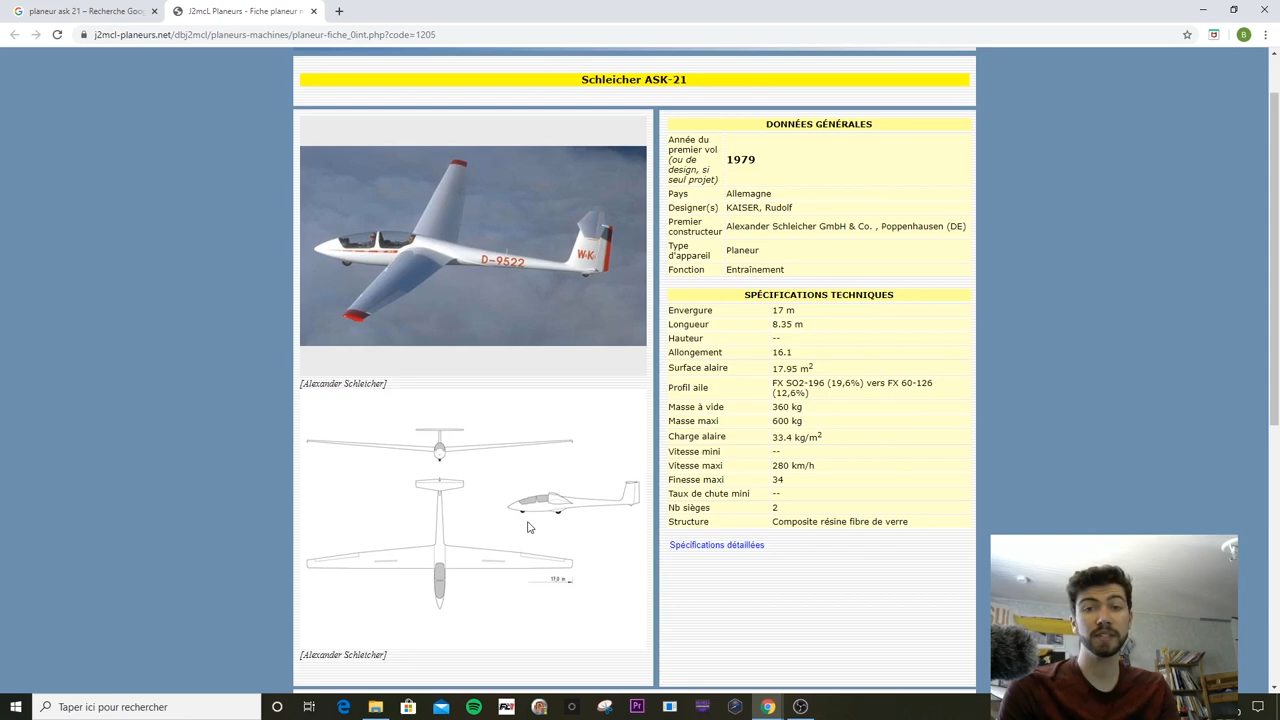 planeur ask 21 – Recherche Goog
J2mcL Planeurs - Fiche planeur n
j2mcl-planeurs.net/dbj2mcl/planeurs-machines/planeur-fiche_0int.php?code=1205
B
Schleicher ASK-21
D-9522
W•K
[Alexander Schleicher]
17,0 m
[Alexander Schleicher]
DONNÉES GÉNÉRALES
Année du
premier vol
(ou de
design, si
seul projet)
1979
Pays Allemagne
Designer(s) KAISER, Rudolf
Premier
constructeur
Alexander Schleicher GmbH & Co. , Poppenhausen (DE)
Type
d'appareil
Planeur
Fonction Entraînement
SPÉCIFICATIONS TECHNIQUES
Envergure 17 m
Longueur 8.35 m
Hauteur --
Allongement 16.1
Surface alaire 17.95 m2
Profil aile FX SO2-196 (19,6%) vers FX 60-126
(12,6%)
Masse à vide 360 kg
Masse maxi 600 kg
Charge alaire 33.4 kg/m2
Vitesse mini --
Vitesse maxi 280 km/h
Finesse maxi 34
Taux de chute mini --
Nb sièges 2
Structure Composite résine fibre de verre
Spécifications détaillées
Taper ici pour rechercher
Pr